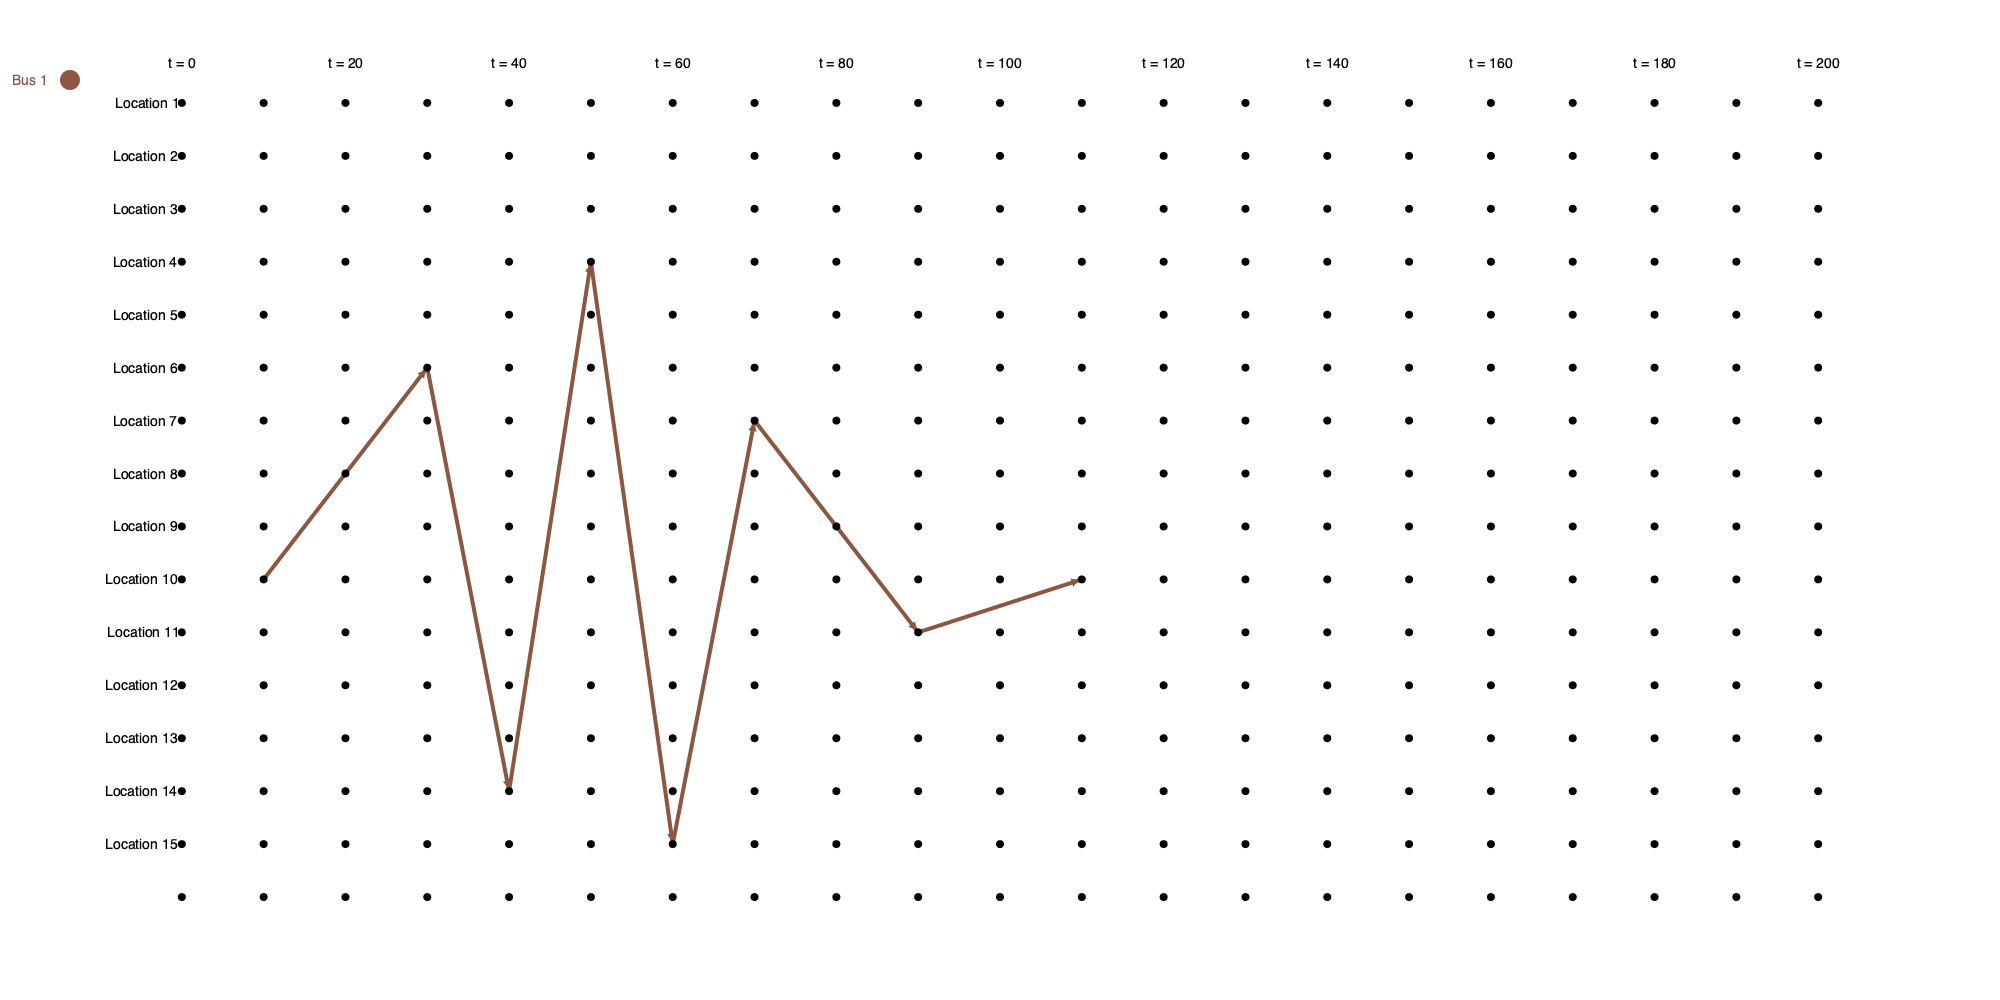 t = 0 t = 20 t = 40 t = 60 t = 80 t = 100 t = 120 t = 140 t = 160 t = 180 t = 200
Bus 1
Location 1
Location 2
Location 3
Location 4
Location 5
Location 6
Location 7
Location 8
Location 9
Location 10
Location 11
Location 12
Location 13
Location 14
Location 15